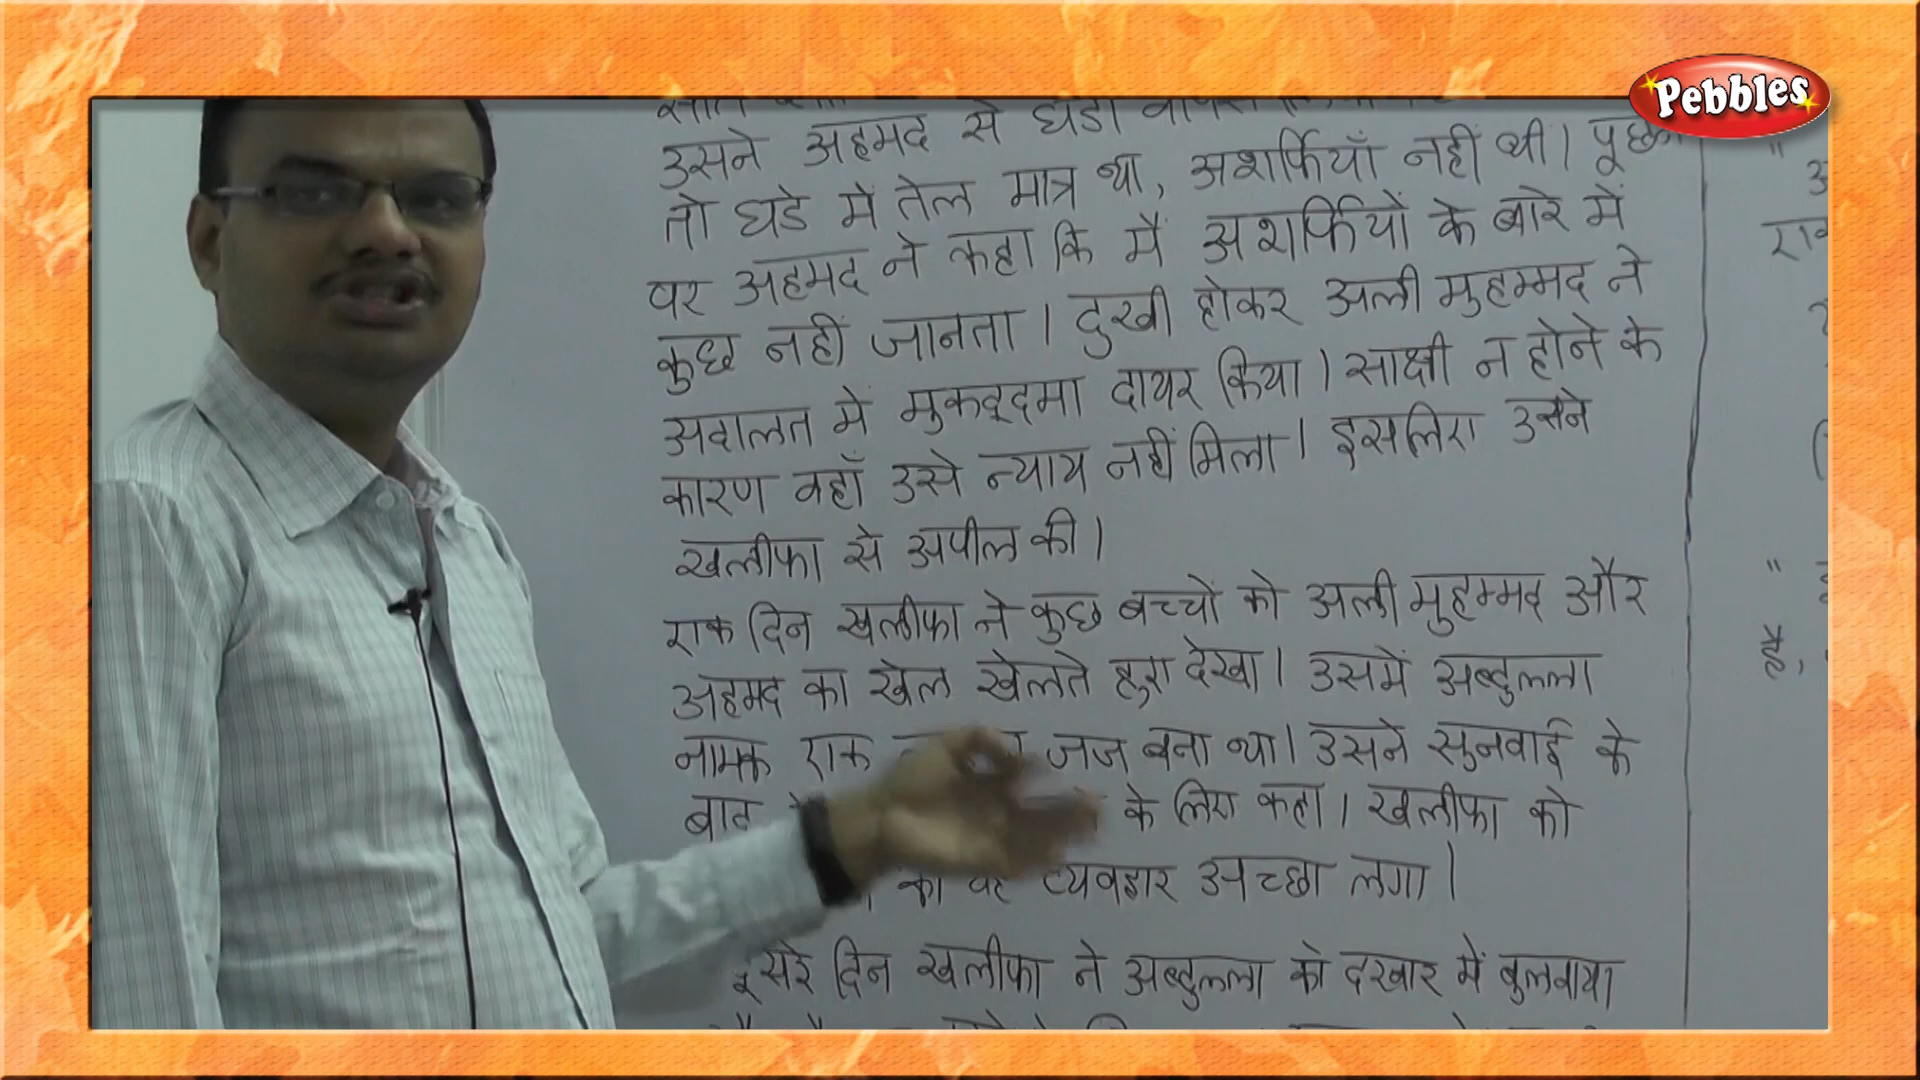 Pebbles
उसने अहमद से घडा
तो घडे में तेल मात्र था, अशर्फियाँ नहीं थी। पूछने
पर अहमद ने कहा कि मैं अशर्फियों के बारे में
कुछ नहीं जानता। दुखी होकर अली मुहम्मद ने
अदालत में मुकद्दमा दायर किया। साक्षी न होने के
कारण वहाँ उसे न्याय नहीं मिला। इसलिए उसने
खलीफा से अपील की।
एक दिन खलीफा ने कुछ बच्चों को अली मुहम्मद और
अहमद का खेल खेलते हुए देखा। उसमें अब्दुल्ला
नामक एक जज बना था। उसने सुनवाई के
बाद के लिए कहा। खलीफा को
का यह व्यवहार अच्छा लगा।
दूसरे दिन खलीफा ने अब्दुल्ला को दरबार में बुलवाया